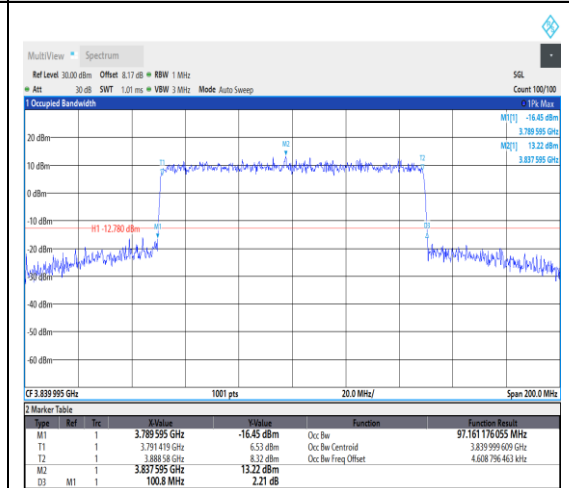 MultiView Spectrum
Ref Level 30.00 dBm Offset 8.17 dB RBW 1 MHz SGL
Att 30 dB SWT 1.01 ms VBW 3 MHz Mode Auto Sweep Count 100/100
1 Occupied Bandwidth 1Pk Max
M1[1] -16.45 dBm
3.789 595 GHz
M2[1] 13.22 dBm
3.837 595 GHz
20 dBm
M2
T1 T2
10 dBm
0 dBm
-10 dBm
H1 -12.780 dBm M1 D3
-20 dBm
-30 dBm
-40 dBm
-50 dBm
-60 dBm
CF 3.839 995 GHz 1001 pts 20.0 MHz/ Span 200.0 MHz
2 Marker Table
Type Ref Trc X-Value Y-Value Function Function Result
M1 1 3.789 595 GHz -16.45 dBm Occ Bw 97.161 176 055 MHz
T1 1 3.791 419 GHz 6.53 dBm Occ Bw Centroid 3.839 999 609 GHz
T2 1 3.888 58 GHz 8.32 dBm Occ Bw Freq Offset 4.608 796 463 kHz
M2 1 3.837 595 GHz 13.22 dBm
D3 M1 1 100.8 MHz 2.21 dB